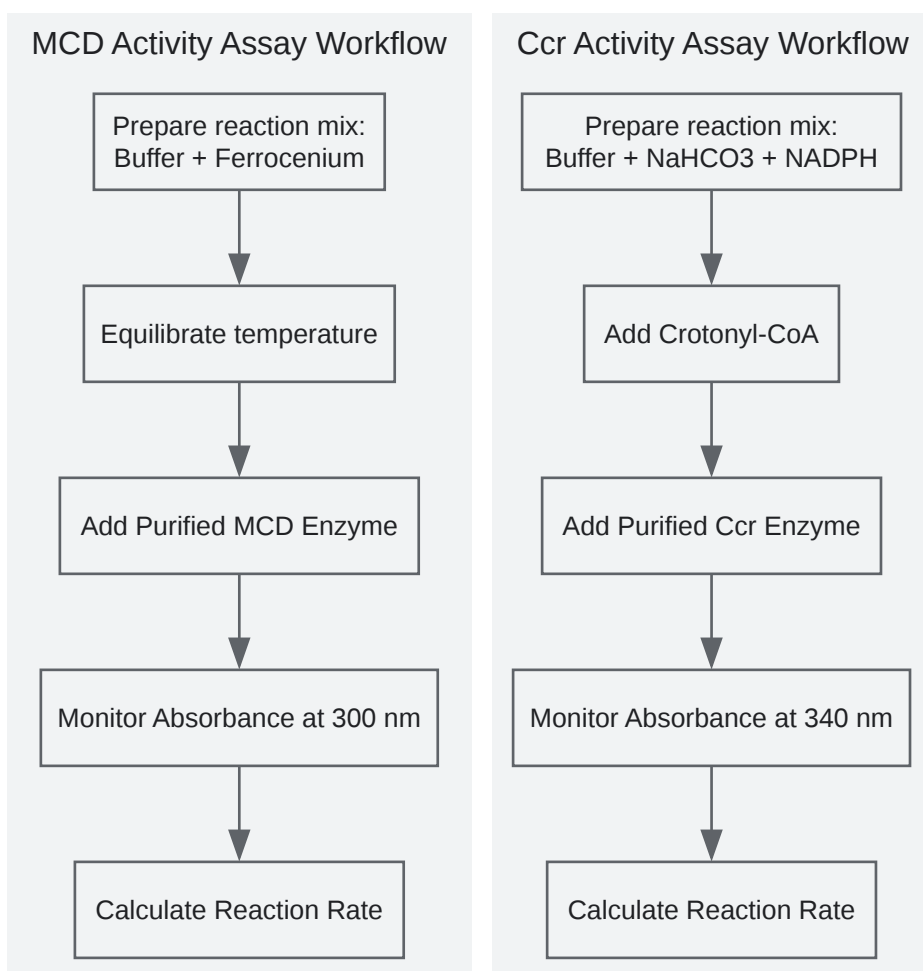 MCD Activity Assay Workflow
Prepare reaction mix:
Buffer + Ferrocenium
Equilibrate temperature
Add Purified MCD Enzyme
Monitor Absorbance at 300 nm
Calculate Reaction Rate
Ccr Activity Assay Workflow
Prepare reaction mix:
Buffer + NaHCO3 + NADPH
Add Crotonyl-CoA
Add Purified Ccr Enzyme
Monitor Absorbance at 340 nm
Calculate Reaction Rate